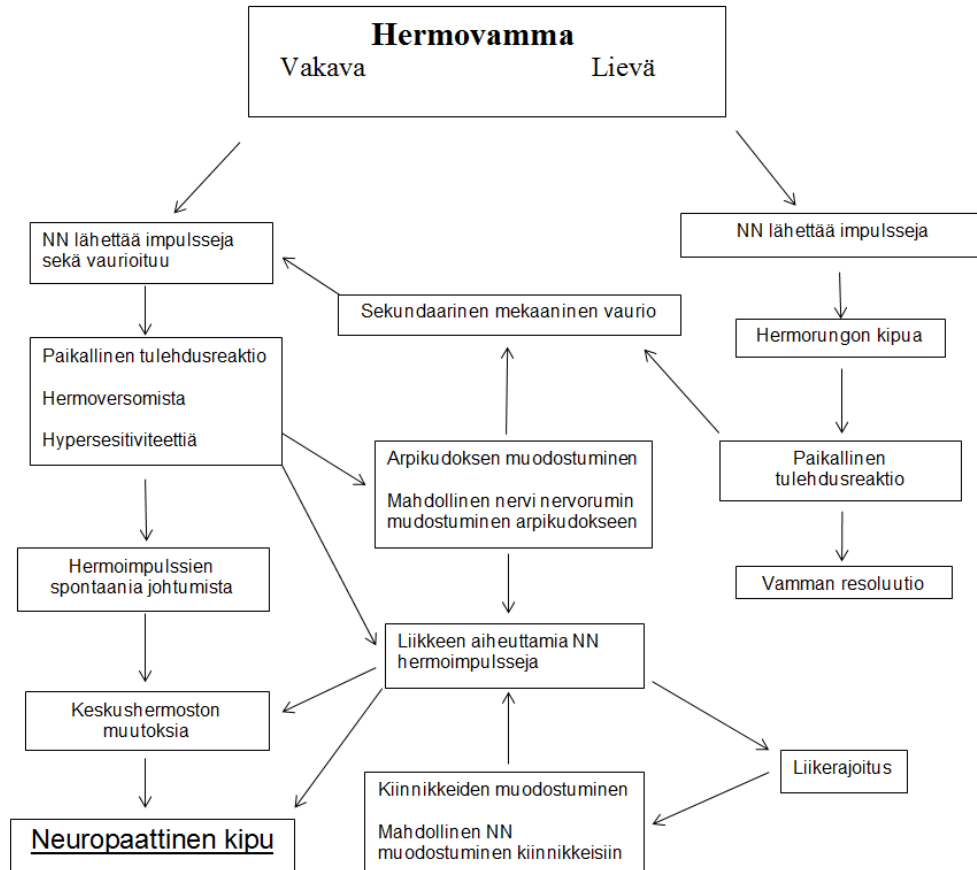 Hermovamma
Vakava Lievä
NN lähettää impulsseja
sekä vaurioituu
NN lähettää impulsseja
Sekundaarinen mekaaninen vaurio
Hermorungon kipua
Paikallinen tulehdusreaktio
Hermoversomista
Hypersesitiviteettiä
Arpikudoksen muodostuminen
Mahdollinen nervi nervorumin
mudostuminen arpikudokseen
Paikallinen
tulehdusreaktio
Hermoimpulssien
spontaania johtumista
Vamman resoluutio
Liikkeen aiheuttamia NN
hermoimpulsseja
Keskushermoston
muutoksia
Liikerajoitus
Kiinnikkeiden muodostuminen
Mahdollinen NN
muodostuminen kiinnikkeisiin
Neuropaattinen kipu